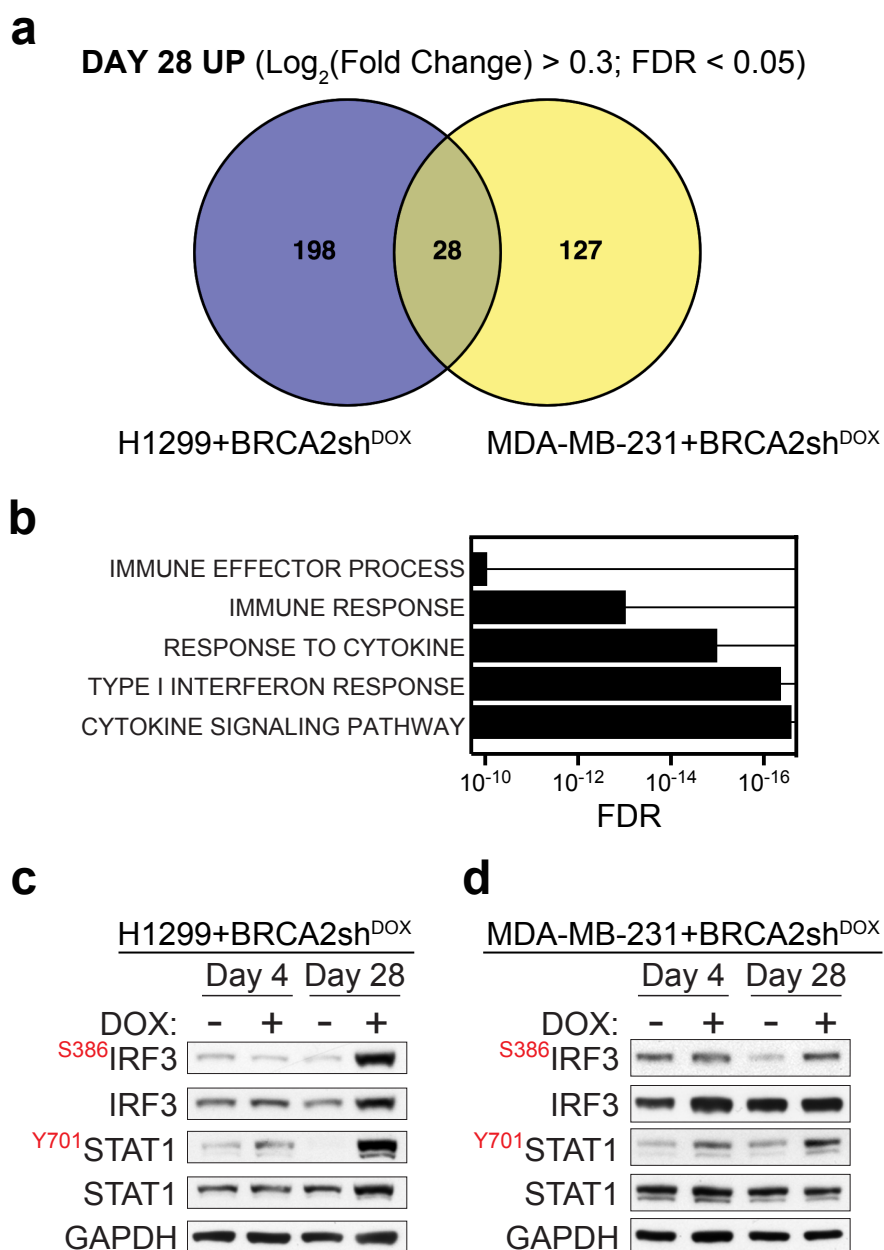 a
DAY 28 UP (Log₂(Fold Change) > 0.3; FDR < 0.05)
198 28 127
H1299+BRCA2shᴰᴼˣ MDA-MB-231+BRCA2shᴰᴼˣ
b
IMMUNE EFFECTOR PROCESS
IMMUNE RESPONSE
RESPONSE TO CYTOKINE
TYPE I INTERFERON RESPONSE
CYTOKINE SIGNALING PATHWAY
10⁻¹⁰ 10⁻¹² 10⁻¹⁴ 10⁻¹⁶
FDR
c
H1299+BRCA2shᴰᴼˣ
Day 4 Day 28
DOX: - + - +
S386IRF3
IRF3
Y701STAT1
STAT1
GAPDH
d
MDA-MB-231+BRCA2shᴰᴼˣ
Day 4 Day 28
DOX: - + - +
S386IRF3
IRF3
Y701STAT1
STAT1
GAPDH